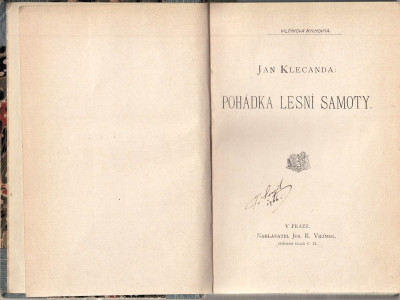 VILÍMKOVA KNIHOVNA.
JAN KLECANDA:
POHÁDKA LESNÍ SAMOTY.
V PRAZE.
NAKLADATEL JOS. R. VILÍMEK.